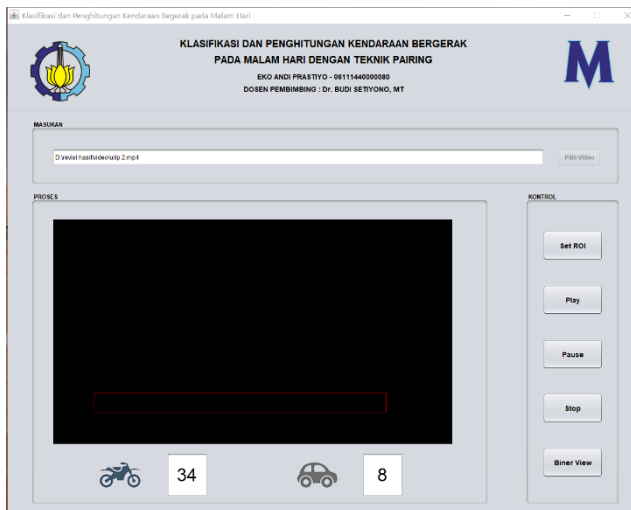 Klasifikasi dan Penghitungan Kendaraan Begerak pada Malam Hari
KLASIFIKASI DAN PENGHITUNGAN KENDARAAN BERGERAK
PADA MALAM HARI DENGAN TEKNIK PAIRING
EKO ANDI PRASTIYO - 06111440000080
DOSEN PEMBIMBING : Dr. BUDI SETIYONO, MT
M
MASUKAN
Pilih Video
PROSES
KONTROL
Set ROI
Play
Pause
Stop
34
8
Biner View